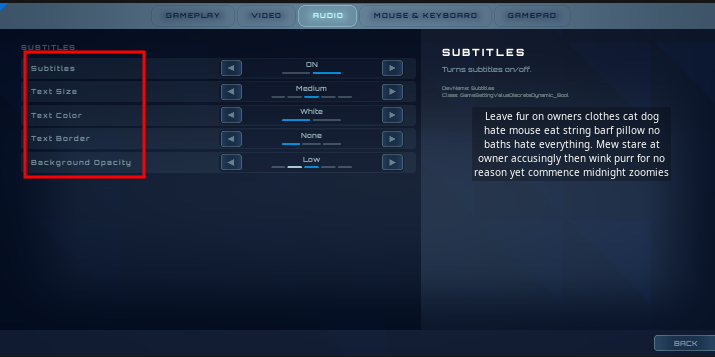 GAMEPLAY
VIDEO
AUDIO
MOUSE & KEYBOARD
GAMEPAD
SUBTITLES
Subtitles
ON
Text Size
Medium
Text Color
White
Text Border
None
Background Opacity
Low
SUBTITLES
Turns subtitles on/off.
DevName: Subtitles
Class: GameSettingValueDiscreteDynamic_Bool
Leave fur on owners clothes cat dog
hate mouse eat string barf pillow no
baths hate everything. Mew stare at
owner accusingly then wink purr for no
reason yet commence midnight zoomies
BACK